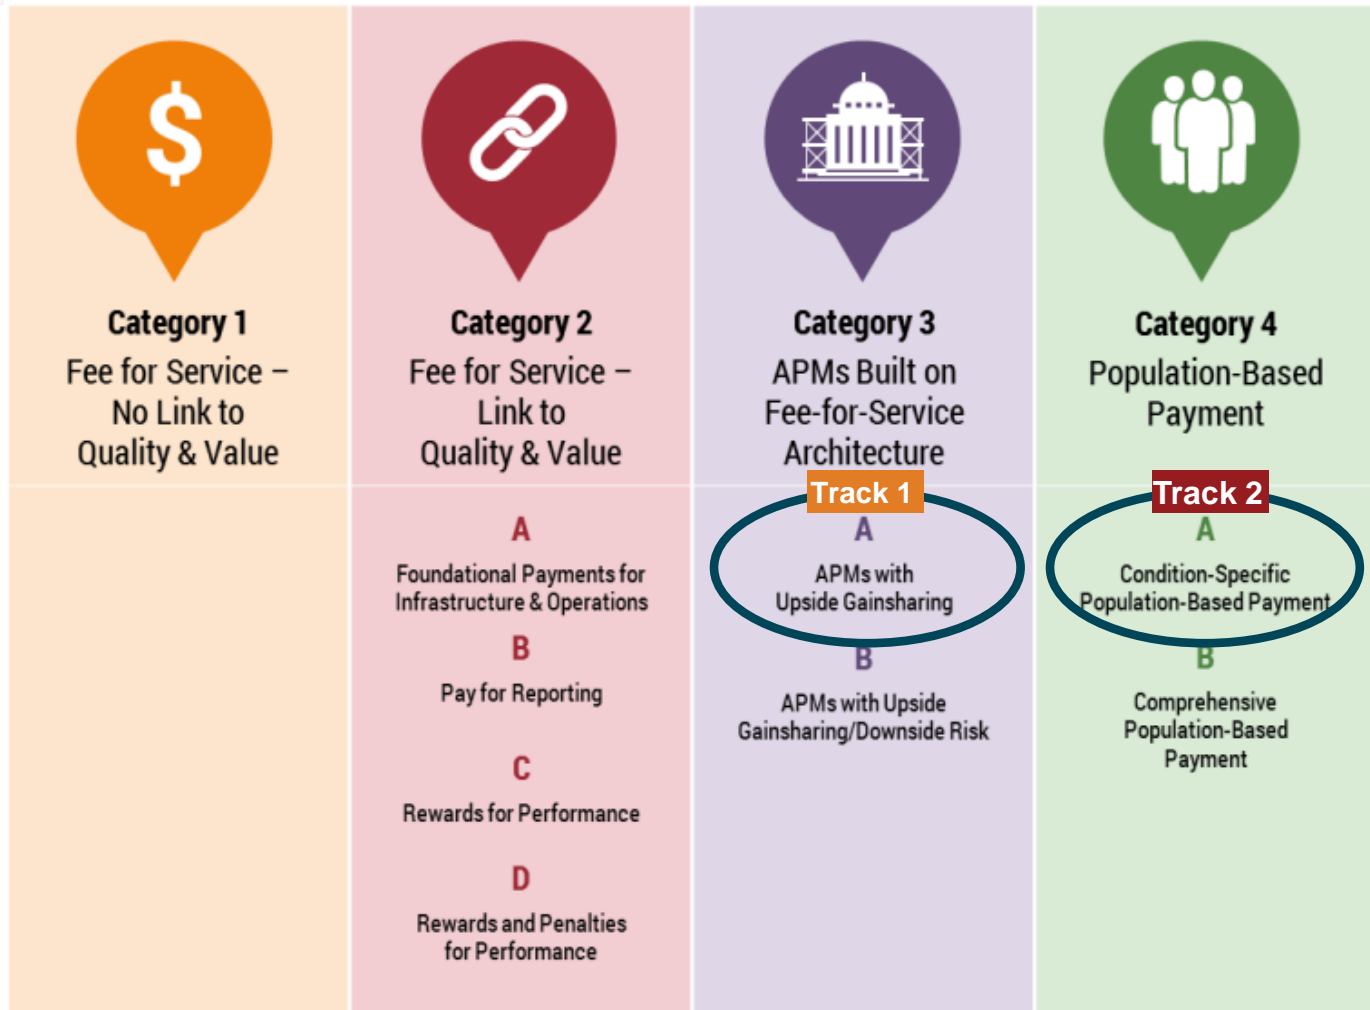 $
Category 1
Fee for Service –
No Link to
Quality & Value
Category 2
Fee for Service –
Link to
Quality & Value
A
Foundational Payments for
Infrastructure & Operations
B
Pay for Reporting
C
Rewards for Performance
D
Rewards and Penalties
for Performance
Category 3
APMs Built on
Fee-for-Service
Architecture
Track 1
A
APMs with
Upside Gainsharing
B
APMs with Upside
Gainsharing/Downside Risk
Category 4
Population-Based
Payment
Track 2
A
Condition-Specific
Population-Based Payment
B
Comprehensive
Population-Based
Payment